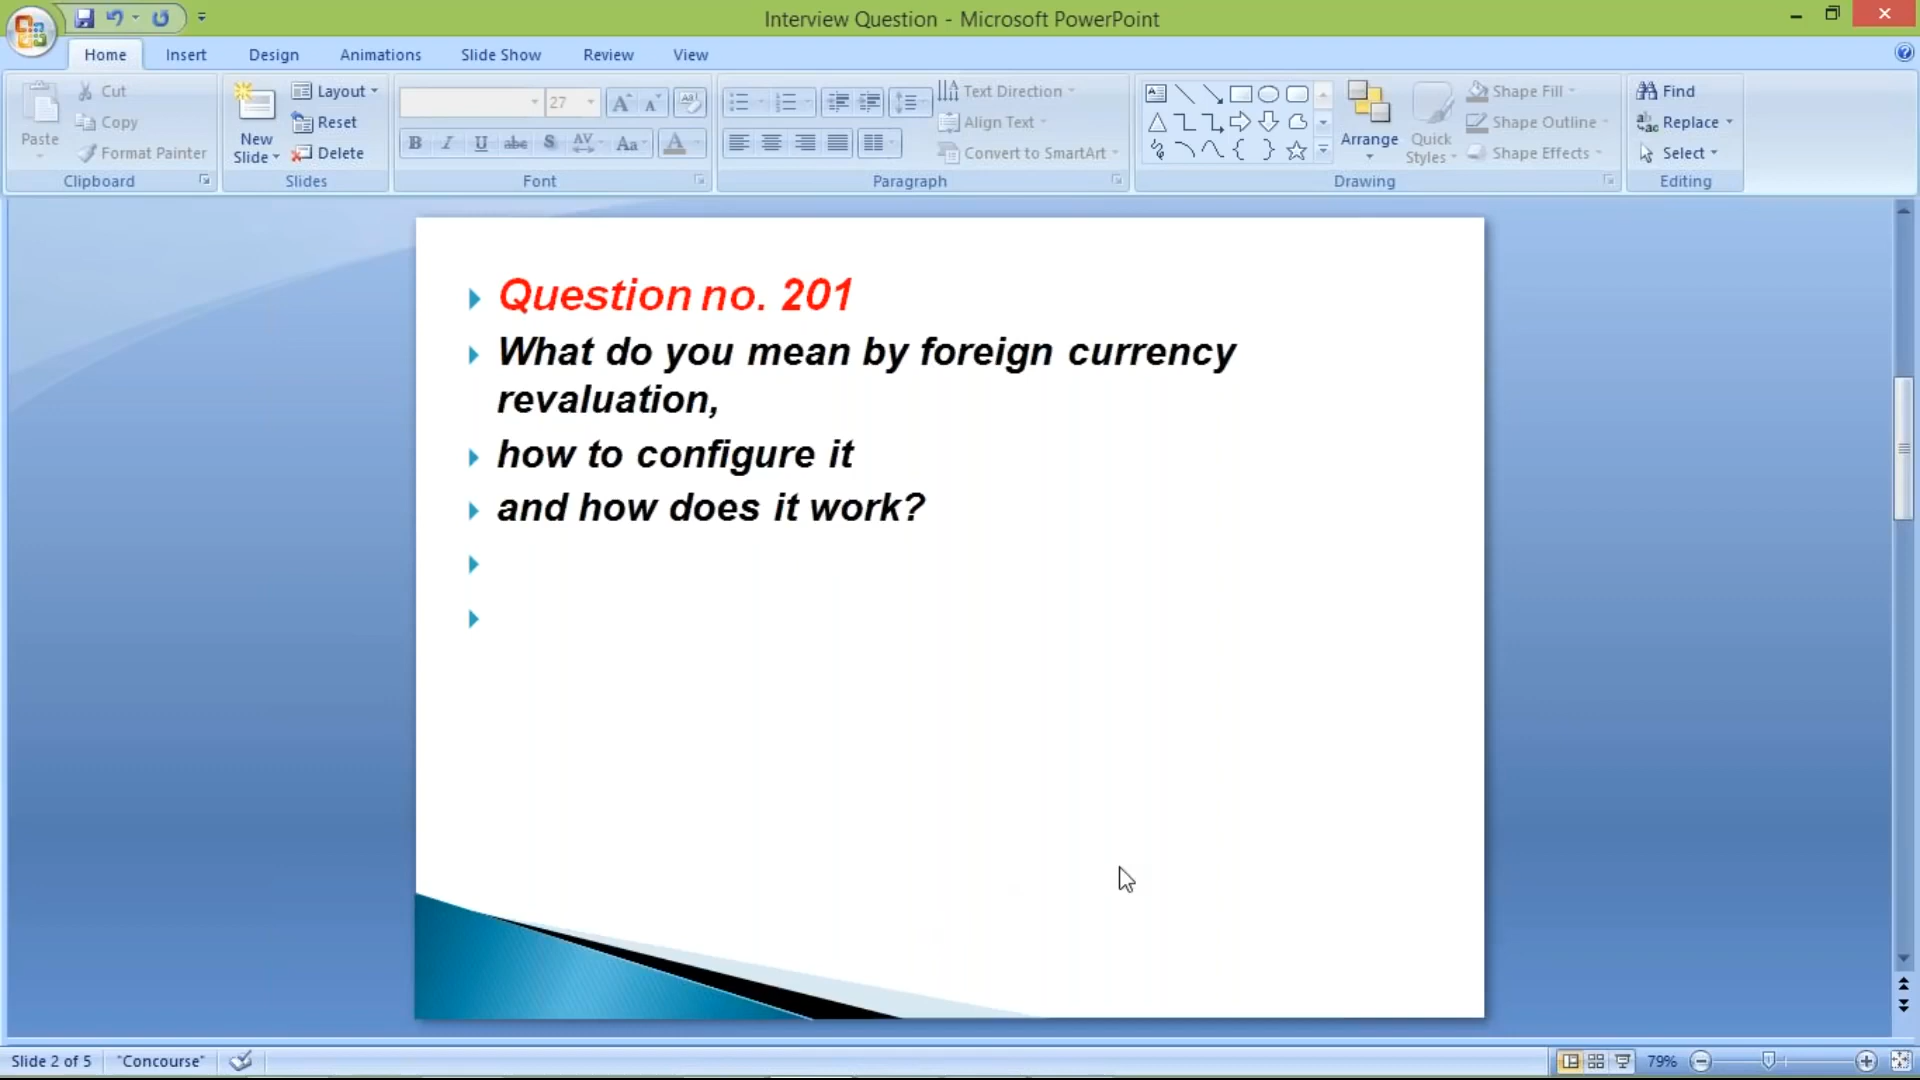 Interview Question - Microsoft PowerPoint
Home Insert Design Animations Slide Show Review View
Paste
Cut
Copy
Format Painter
Clipboard
New Slide
Layout
Reset
Delete
Slides
27
B I U abc S AV Aa A
Font
Text Direction
Align Text
Convert to SmartArt
Paragraph
Arrange
Quick Styles
Shape Fill
Shape Outline
Shape Effects
Drawing
Find
Replace
Select
Editing
Question no. 201
What do you mean by foreign currency
revaluation,
how to configure it
and how does it work?
Slide 2 of 5 "Concourse" 79%